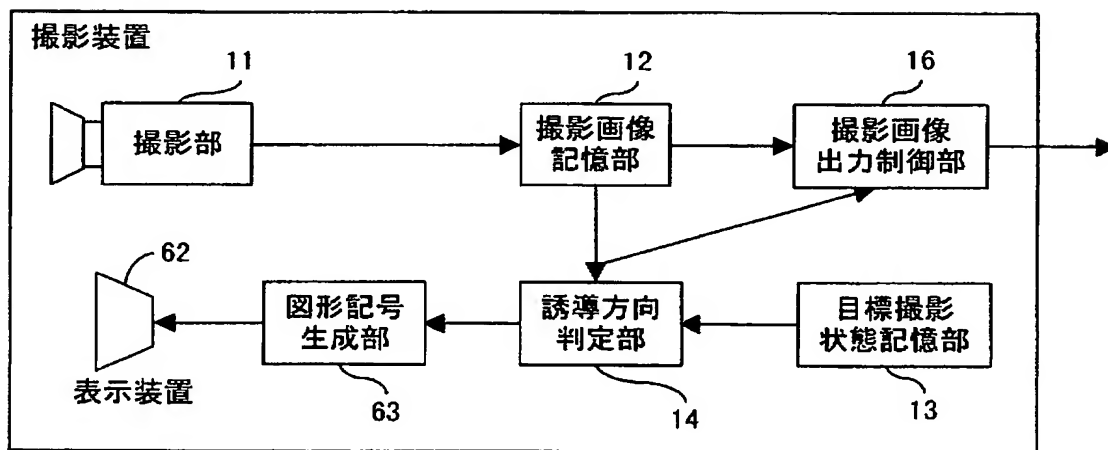 撮影装置
11
撮影部
12
撮影画像
記憶部
16
撮影画像
出力制御部
62
表示装置
図形記号
生成部
63
誘導方向
判定部
14
目標撮影
状態記憶部
13